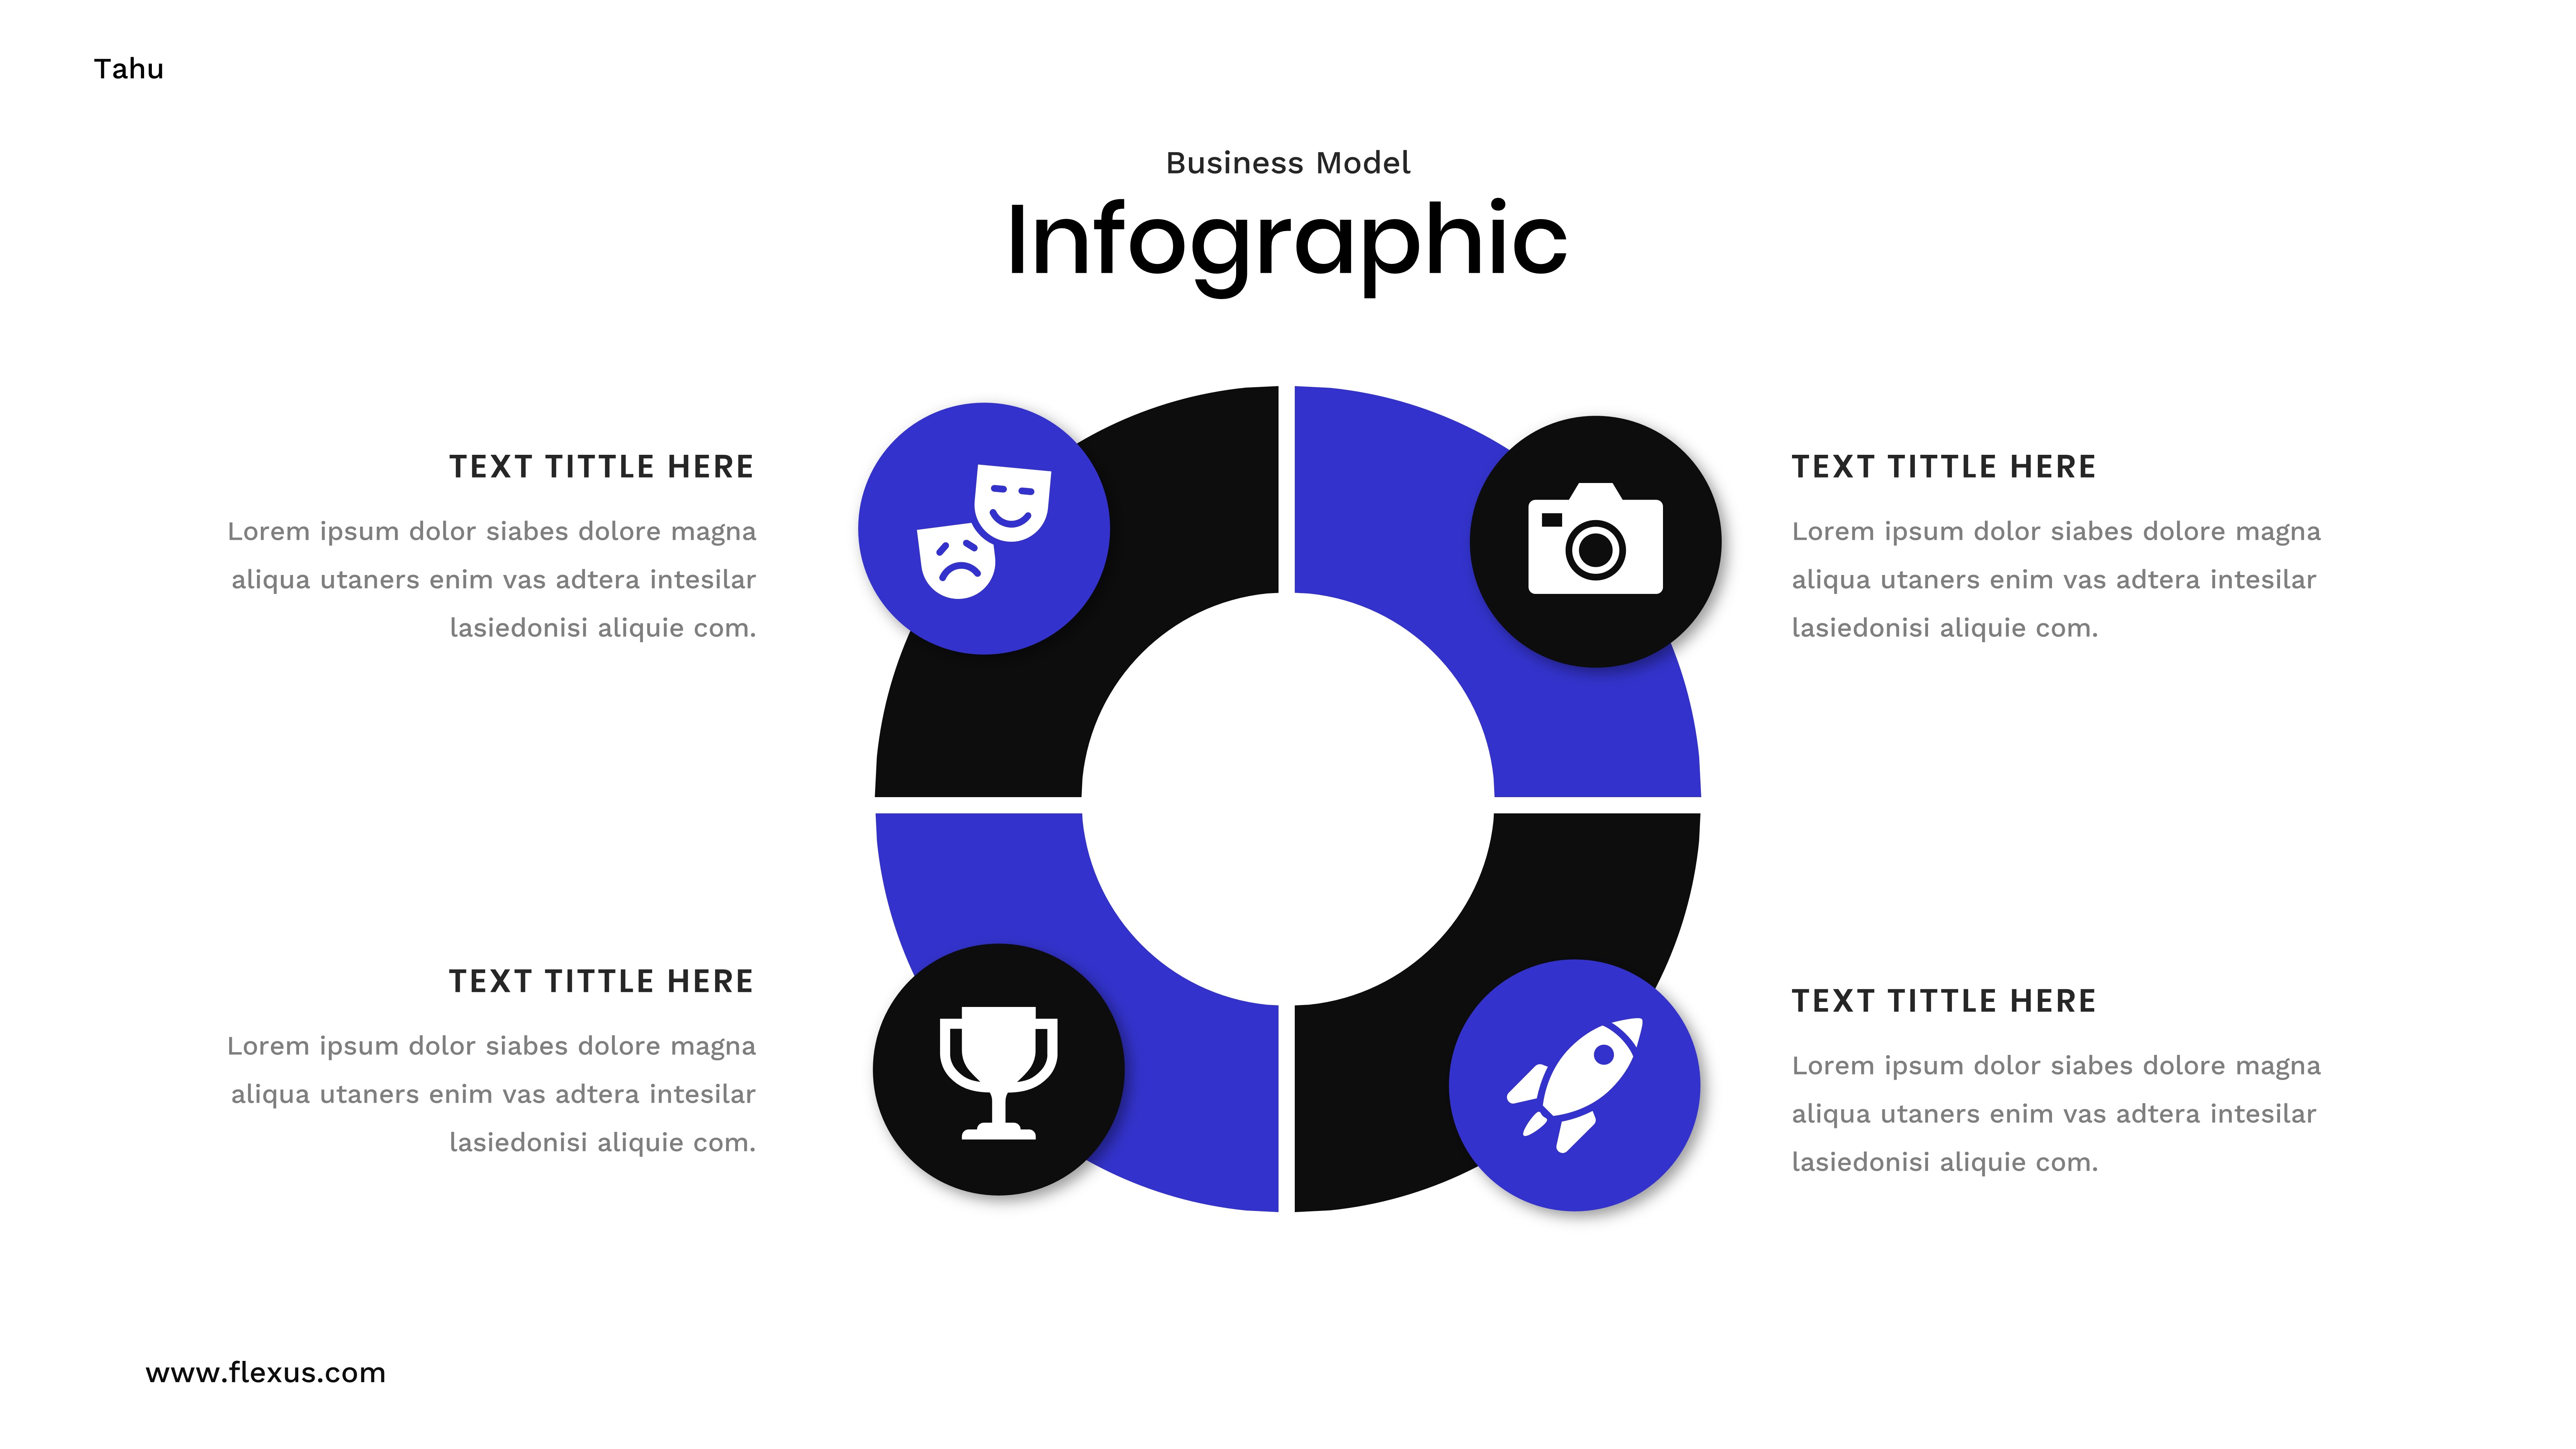 Tahu
Business Model
Infographic
TEXT TITTLE HERE
Lorem ipsum dolor siabes dolore magna
aliqua utaners enim vas adtera intesilar
lasiedonisi aliquie com.
TEXT TITTLE HERE
Lorem ipsum dolor siabes dolore magna
aliqua utaners enim vas adtera intesilar
lasiedonisi aliquie com.
TEXT TITTLE HERE
Lorem ipsum dolor siabes dolore magna
aliqua utaners enim vas adtera intesilar
lasiedonisi aliquie com.
TEXT TITTLE HERE
Lorem ipsum dolor siabes dolore magna
aliqua utaners enim vas adtera intesilar
lasiedonisi aliquie com.
www.flexus.com